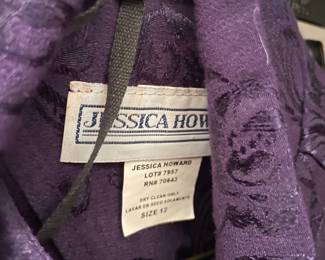 JESSICA HOW
JESSICA HOWARD
LOT# 7957
RN# 70643
DRY CLEAN ONLY
LAVAR EN SECO SOLAMENTE
SIZE 12